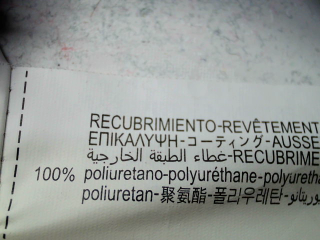 RECUBRIMIENTO-REVÊTEMENT
ΕΠΙΚΑΛΥΨΗ-コーティング-AUSSE
غطاء الطبقة الخارجية-RECUBRIME
100% poliuretano-polyuréthane-polyureth
poliuretan-聚氨酯-폴리우레탄-